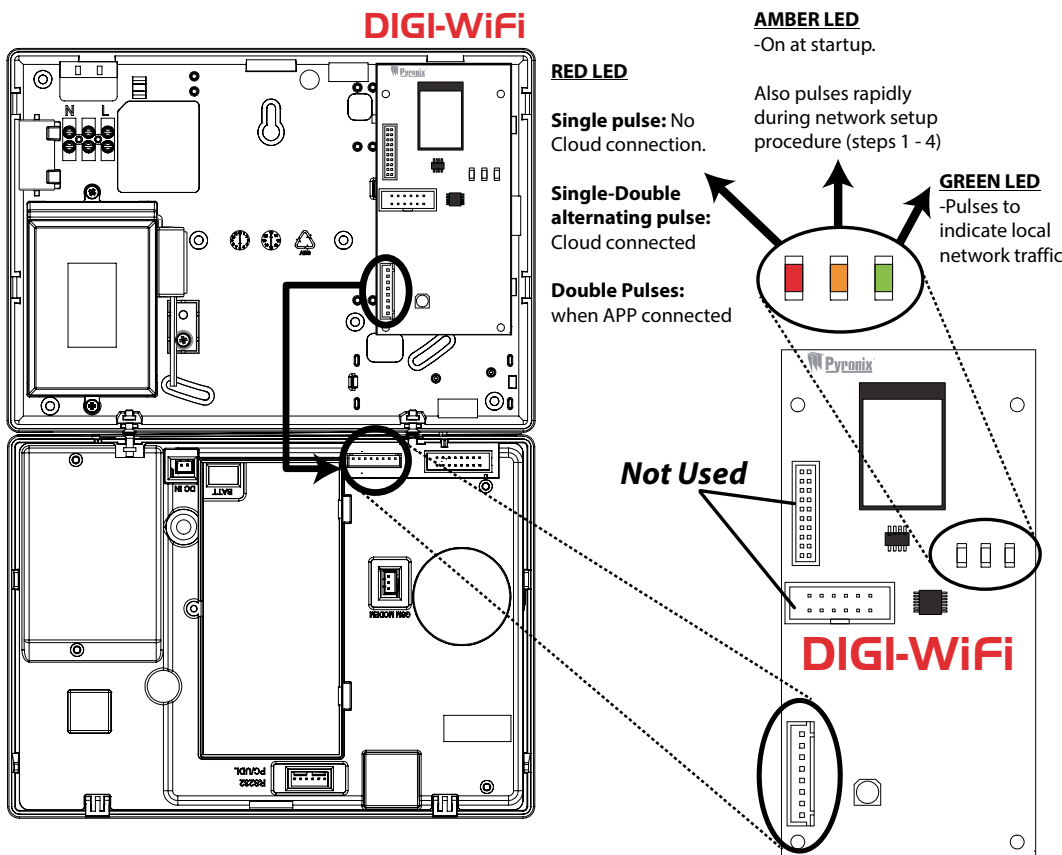 DIGI-WiFi
Pyronix
N L
RED LED
Single pulse: No
Cloud connection.
Single-Double
alternating pulse:
Cloud connected
Double Pulses:
when APP connected
AMBER LED
-On at startup.
Also pulses rapidly
during network setup
procedure (steps 1 - 4)
GREEN LED
-Pulses to
indicate local
network traffic
Pyronix
Not Used
DIGI-WiFi
DC IN
BATT
GSM MODEM
RS232
PC/UDL